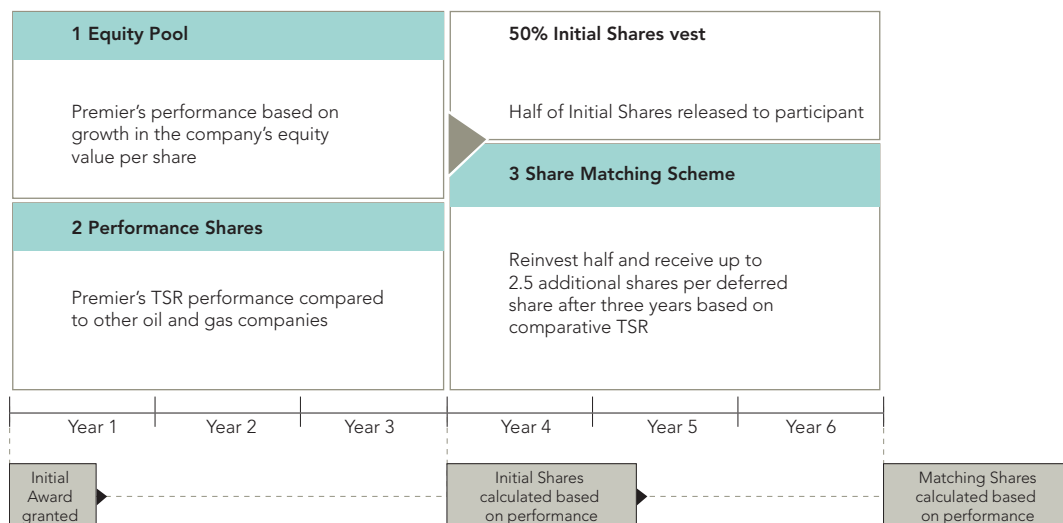 1 Equity Pool
Premier’s performance based on
growth in the company’s equity
value per share
2 Performance Shares
Premier’s TSR performance compared
to other oil and gas companies
50% Initial Shares vest
Half of Initial Shares released to participant
3 Share Matching Scheme
Reinvest half and receive up to
2.5 additional shares per deferred
share after three years based on
comparative TSR
Year 1
Year 2
Year 3
Year 4
Year 5
Year 6
Initial
Award
granted
Initial Shares
calculated based
on performance
Matching Shares
calculated based
on performance